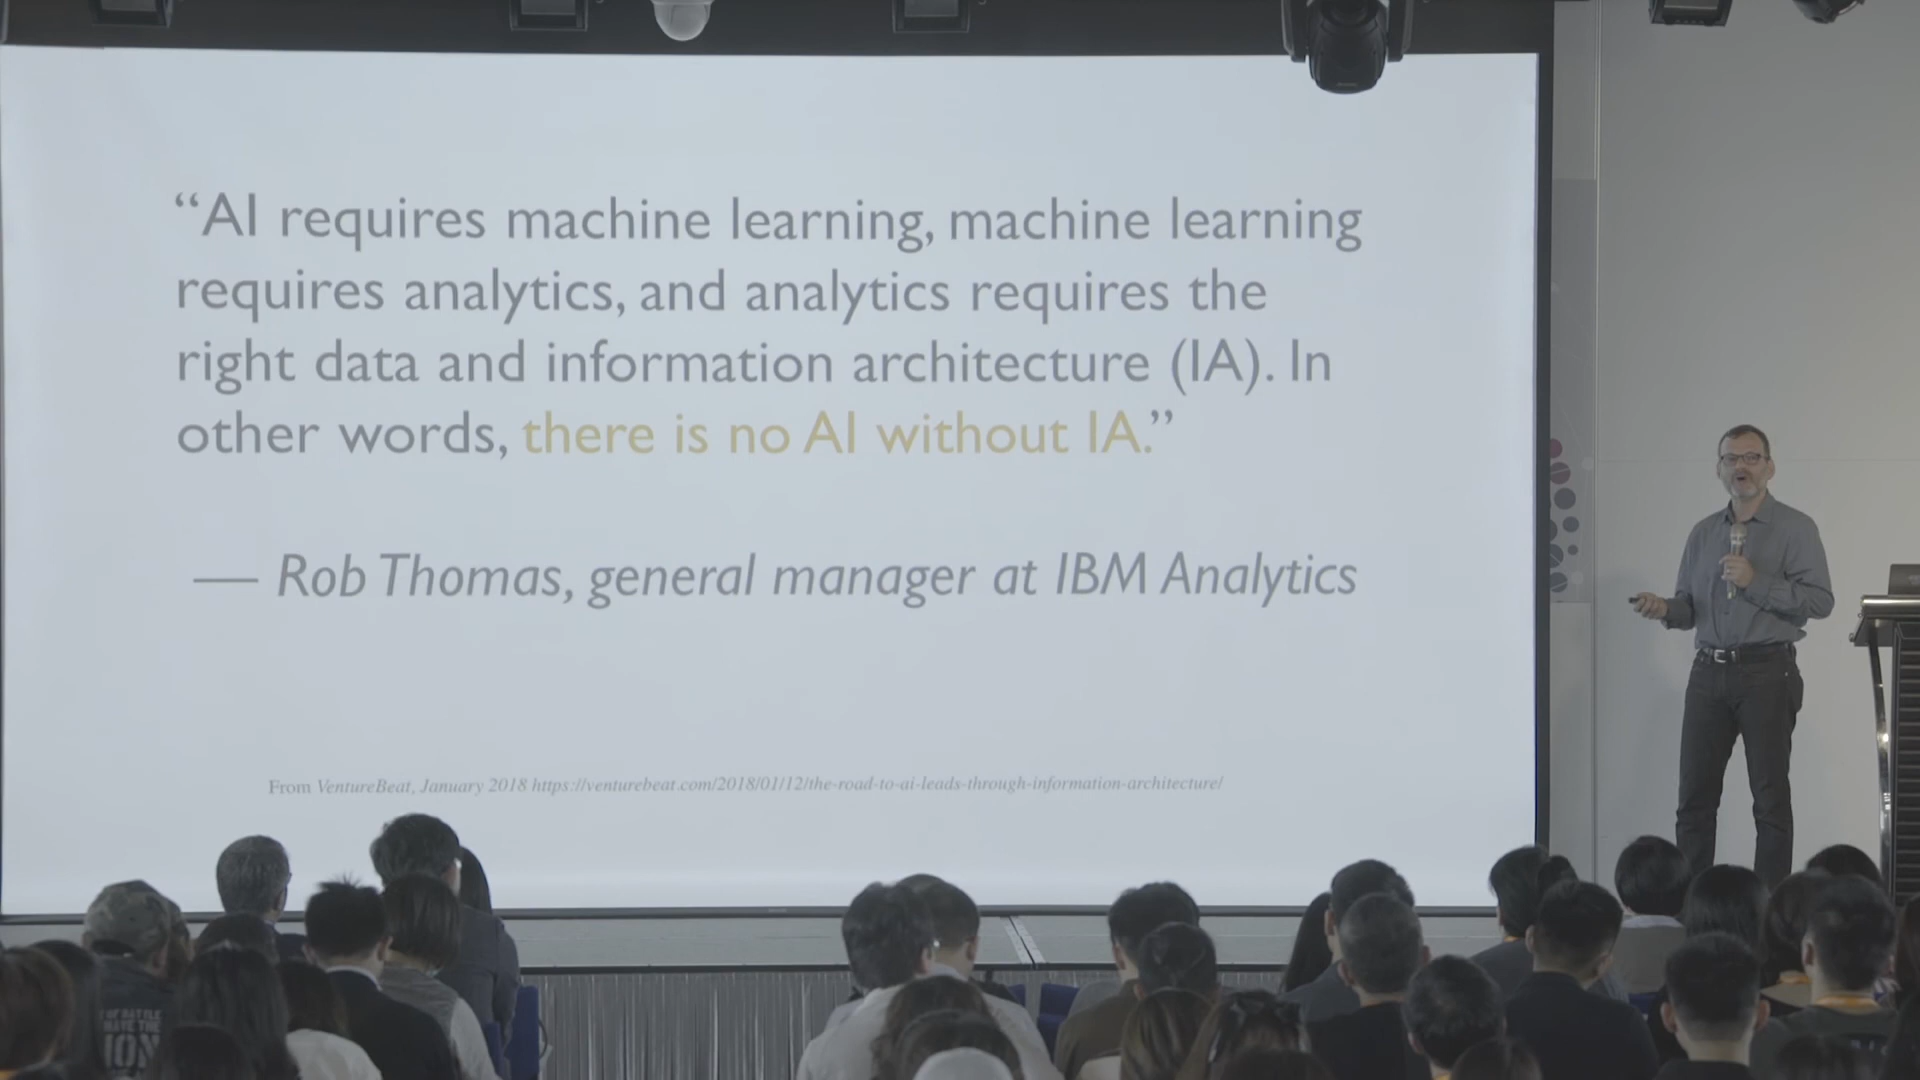 “AI requires machine learning, machine learning
requires analytics, and analytics requires the
right data and information architecture (IA). In
other words, there is no AI without IA.”
— Rob Thomas, general manager at IBM Analytics
From VentureBeat, January 2018 https://venturebeat.com/2018/01/12/the-road-to-ai-leads-through-information-architecture/
THE BATTLE